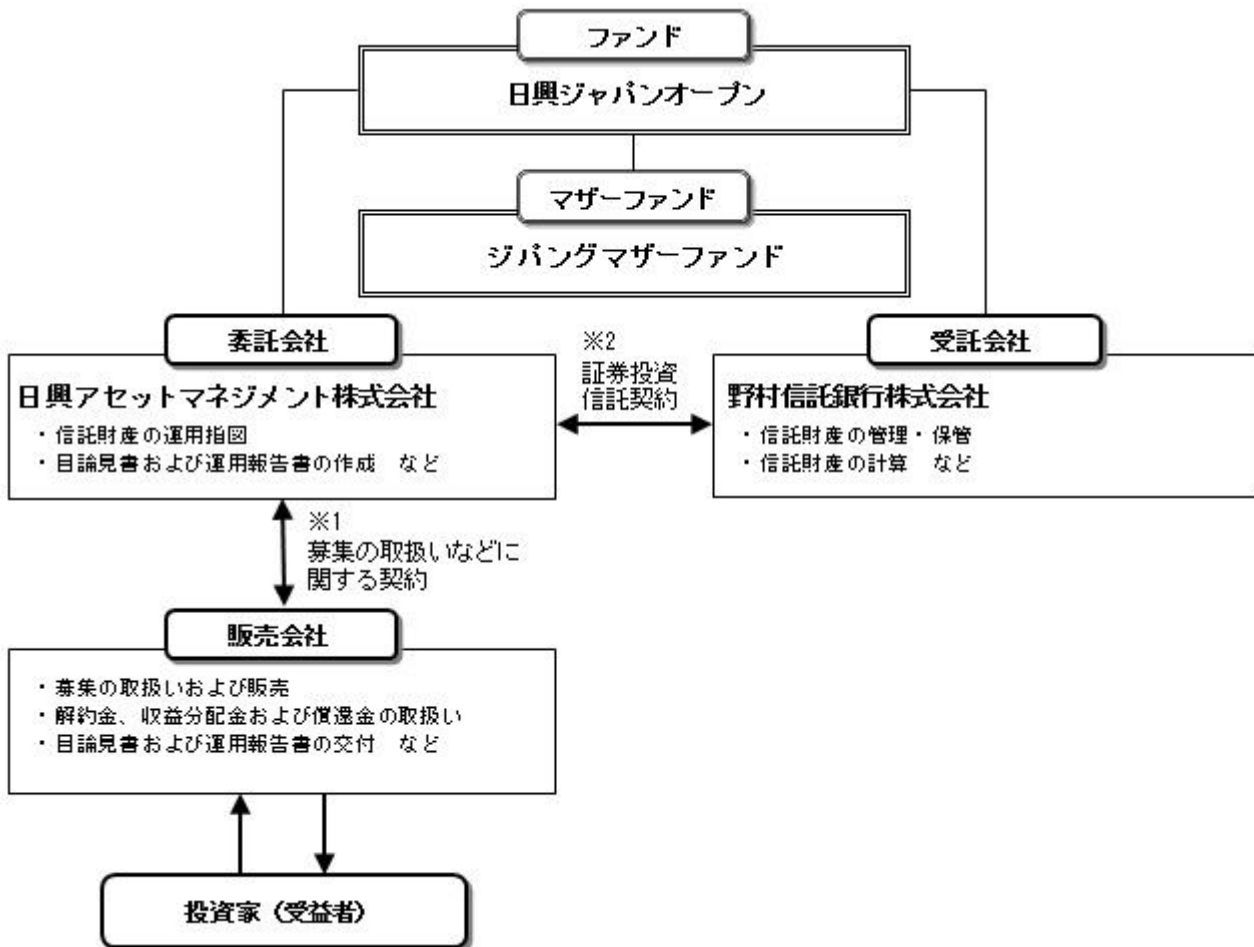 ファンド
日興ジャパンオープン
マザーファンド
ジパングマザーファンド
委託会社
日興アセットマネジメント株式会社
・信託財産の運用指図
・目論見書および運用報告書の作成 など
※2
証券投資
信託契約
受託会社
野村信託銀行株式会社
・信託財産の管理・保管
・信託財産の計算 など
※1
募集の取扱いなどに
関する契約
販売会社
・募集の取扱いおよび販売
・解約金、収益分配金および償還金の取扱い
・目論見書および運用報告書の交付 など
投資家（受益者）